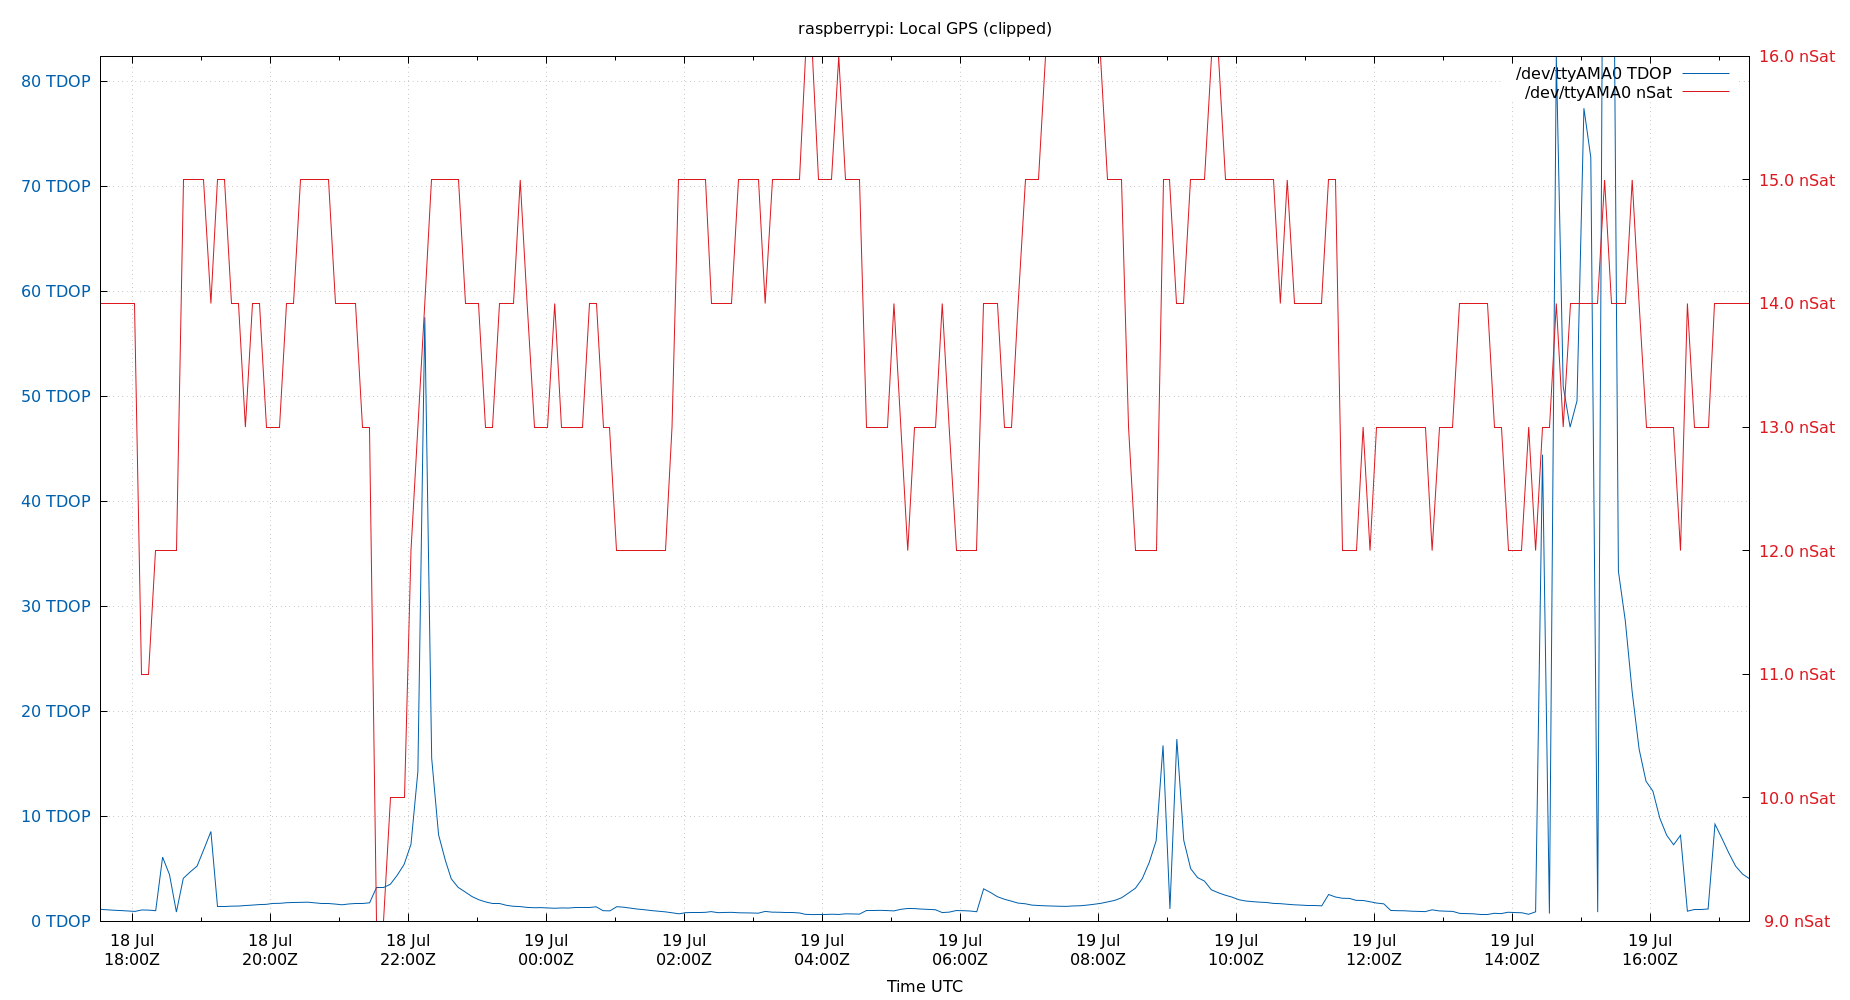 raspberrypi: Local GPS (clipped)
/dev/ttyAMA0 TDOP
/dev/ttyAMA0 nSat
80 TDOP
70 TDOP
60 TDOP
50 TDOP
40 TDOP
30 TDOP
20 TDOP
10 TDOP
0 TDOP
16.0 nSat
15.0 nSat
14.0 nSat
13.0 nSat
12.0 nSat
11.0 nSat
10.0 nSat
9.0 nSat
18 Jul
18:00Z
18 Jul
20:00Z
18 Jul
22:00Z
19 Jul
00:00Z
19 Jul
02:00Z
19 Jul
04:00Z
19 Jul
06:00Z
19 Jul
08:00Z
19 Jul
10:00Z
19 Jul
12:00Z
19 Jul
14:00Z
19 Jul
16:00Z
Time UTC